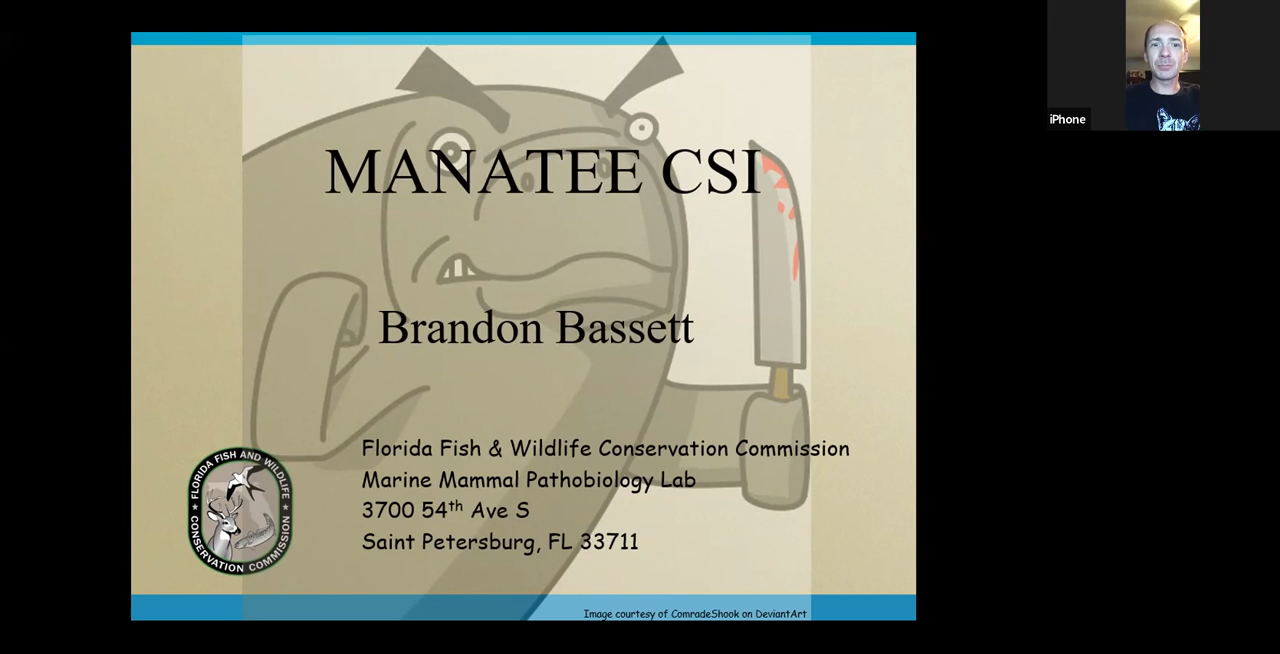 MANATEE CSI
Brandon Bassett
Florida Fish & Wildlife Conservation Commission
Marine Mammal Pathobiology Lab
3700 54th Ave S
Saint Petersburg, FL 33711
FLORIDA FISH AND WILDLIFE
CONSERVATION COMMISSION
Image courtesy of ComradeShook on DeviantArt
iPhone